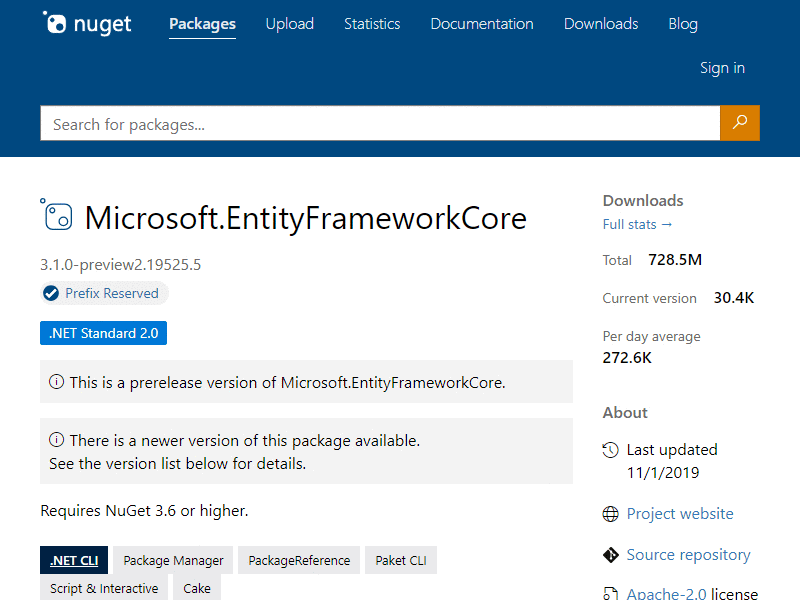 nuget
Packages
Upload
Statistics
Documentation
Downloads
Blog
Sign in
Search for packages...
Microsoft.EntityFrameworkCore
3.1.0-preview2.19525.5
Prefix Reserved
.NET Standard 2.0
This is a prerelease version of Microsoft.EntityFrameworkCore.
There is a newer version of this package available.
See the version list below for details.
Requires NuGet 3.6 or higher.
.NET CLI
Package Manager
PackageReference
Paket CLI
Script & Interactive
Cake
Downloads
Full stats →
Total 728.5M
Current version 30.4K
Per day average
272.6K
About
Last updated
11/1/2019
Project website
Source repository
Apache-2.0 license